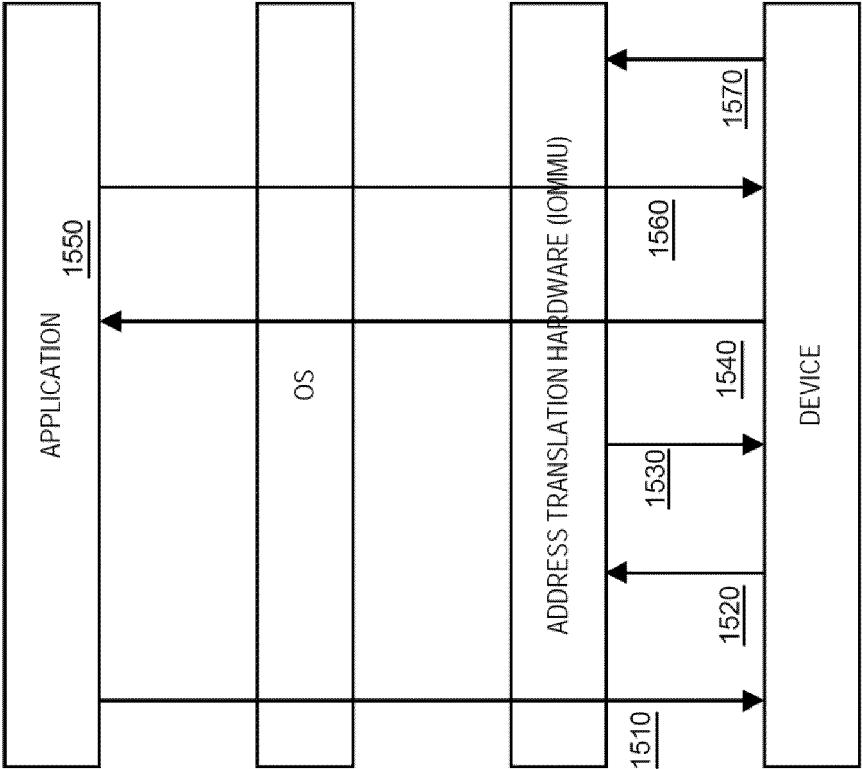 APPLICATION
OS
ADDRESS TRANSLATION HARDWARE (IOMMU)
DEVICE
1510
1520
1530
1540
1550
1560
1570